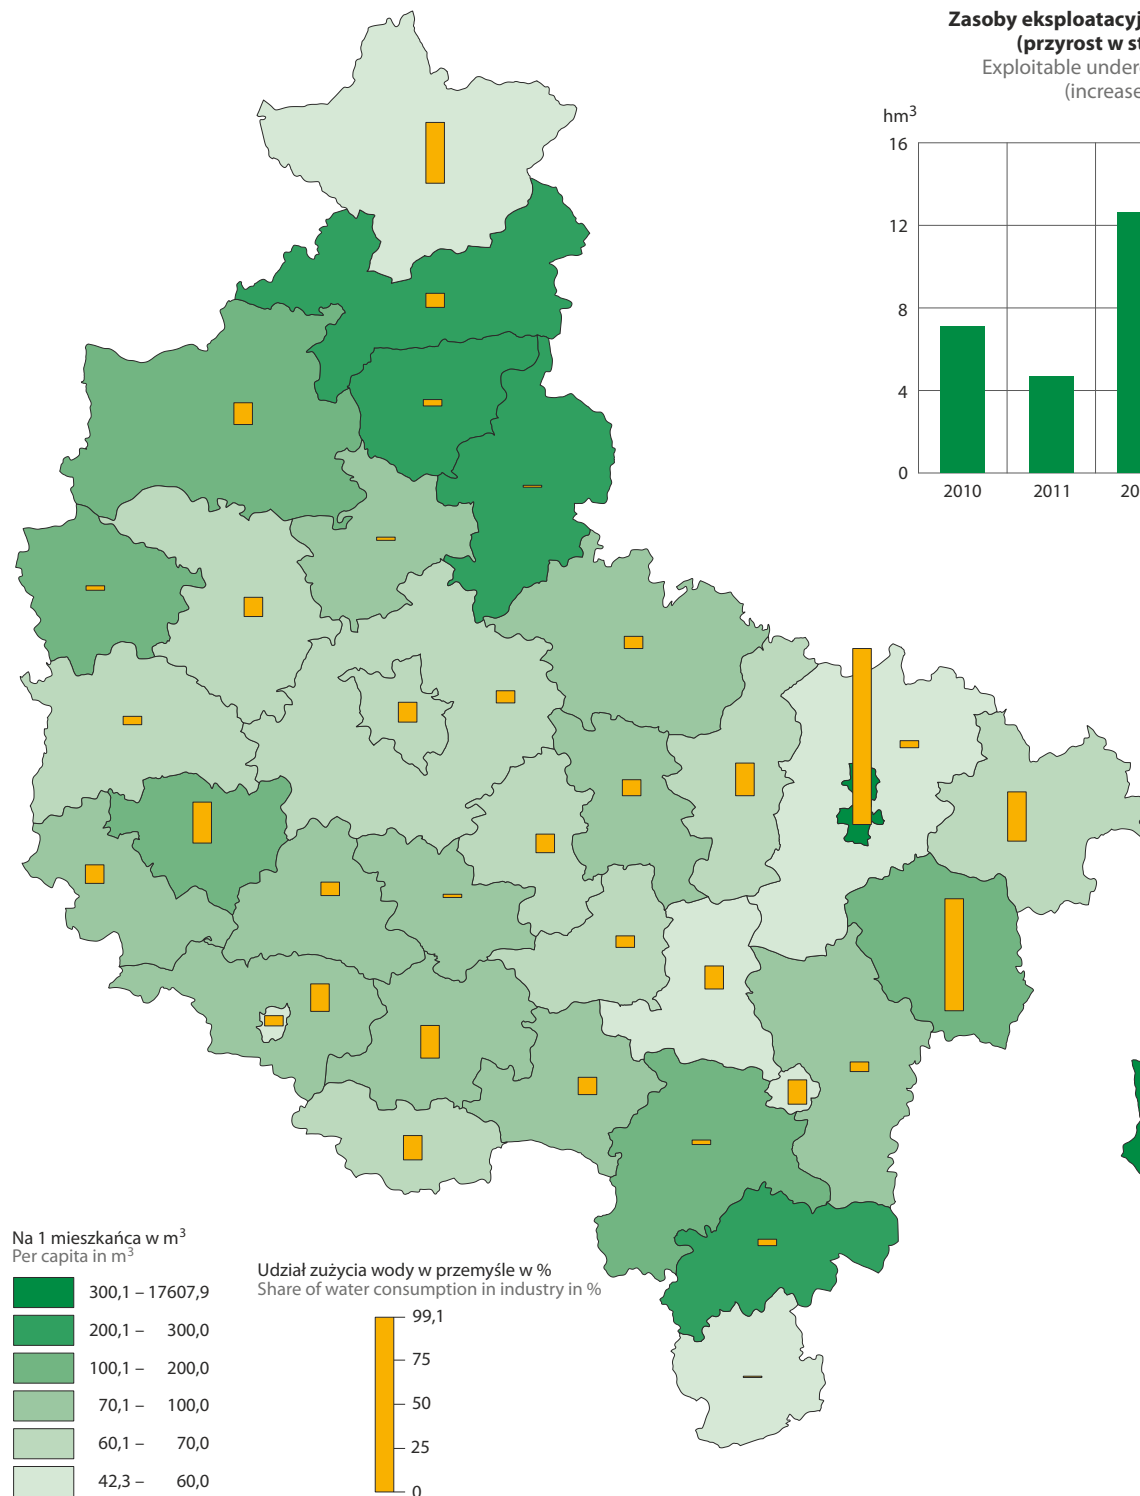 Zasoby eksploatacyj
(przyrost w st
Exploitable under
(increase
hm³
16
12
8
4
0
2010 2011 20
Na 1 mieszkańca w m³
Per capita in m³
300,1 – 17607,9
200,1 – 300,0
100,1 – 200,0
70,1 – 100,0
60,1 – 70,0
42,3 – 60,0
Udział zużycia wody w przemyśle w %
Share of water consumption in industry in %
99,1
75
50
25
0